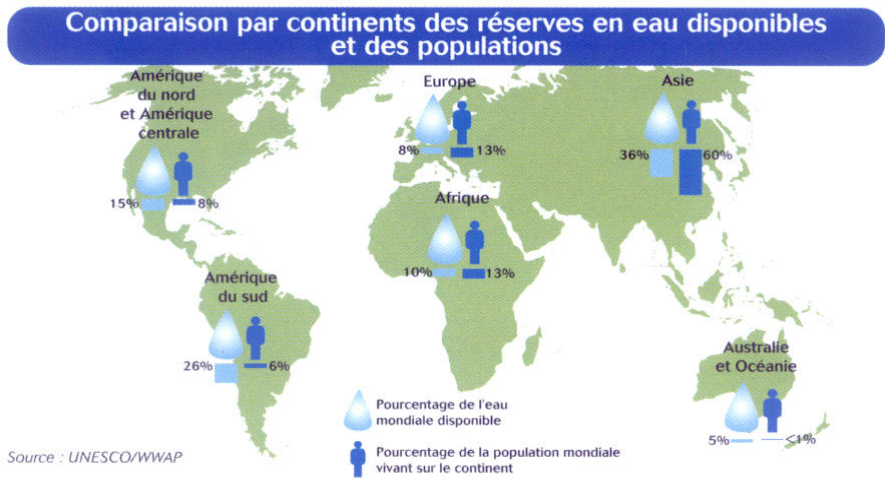 Comparaison par continents des réserves en eau disponibles
et des populations
Amérique
du nord
et Amérique
centrale
15%
8%
Europe
8%
13%
Asie
36%
60%
Afrique
10%
13%
Amérique
du sud
26%
6%
Australie
et Océanie
5%
<1%
Pourcentage de l'eau
mondiale disponible
Pourcentage de la population mondiale
vivant sur le continent
Source : UNESCO/WWAP